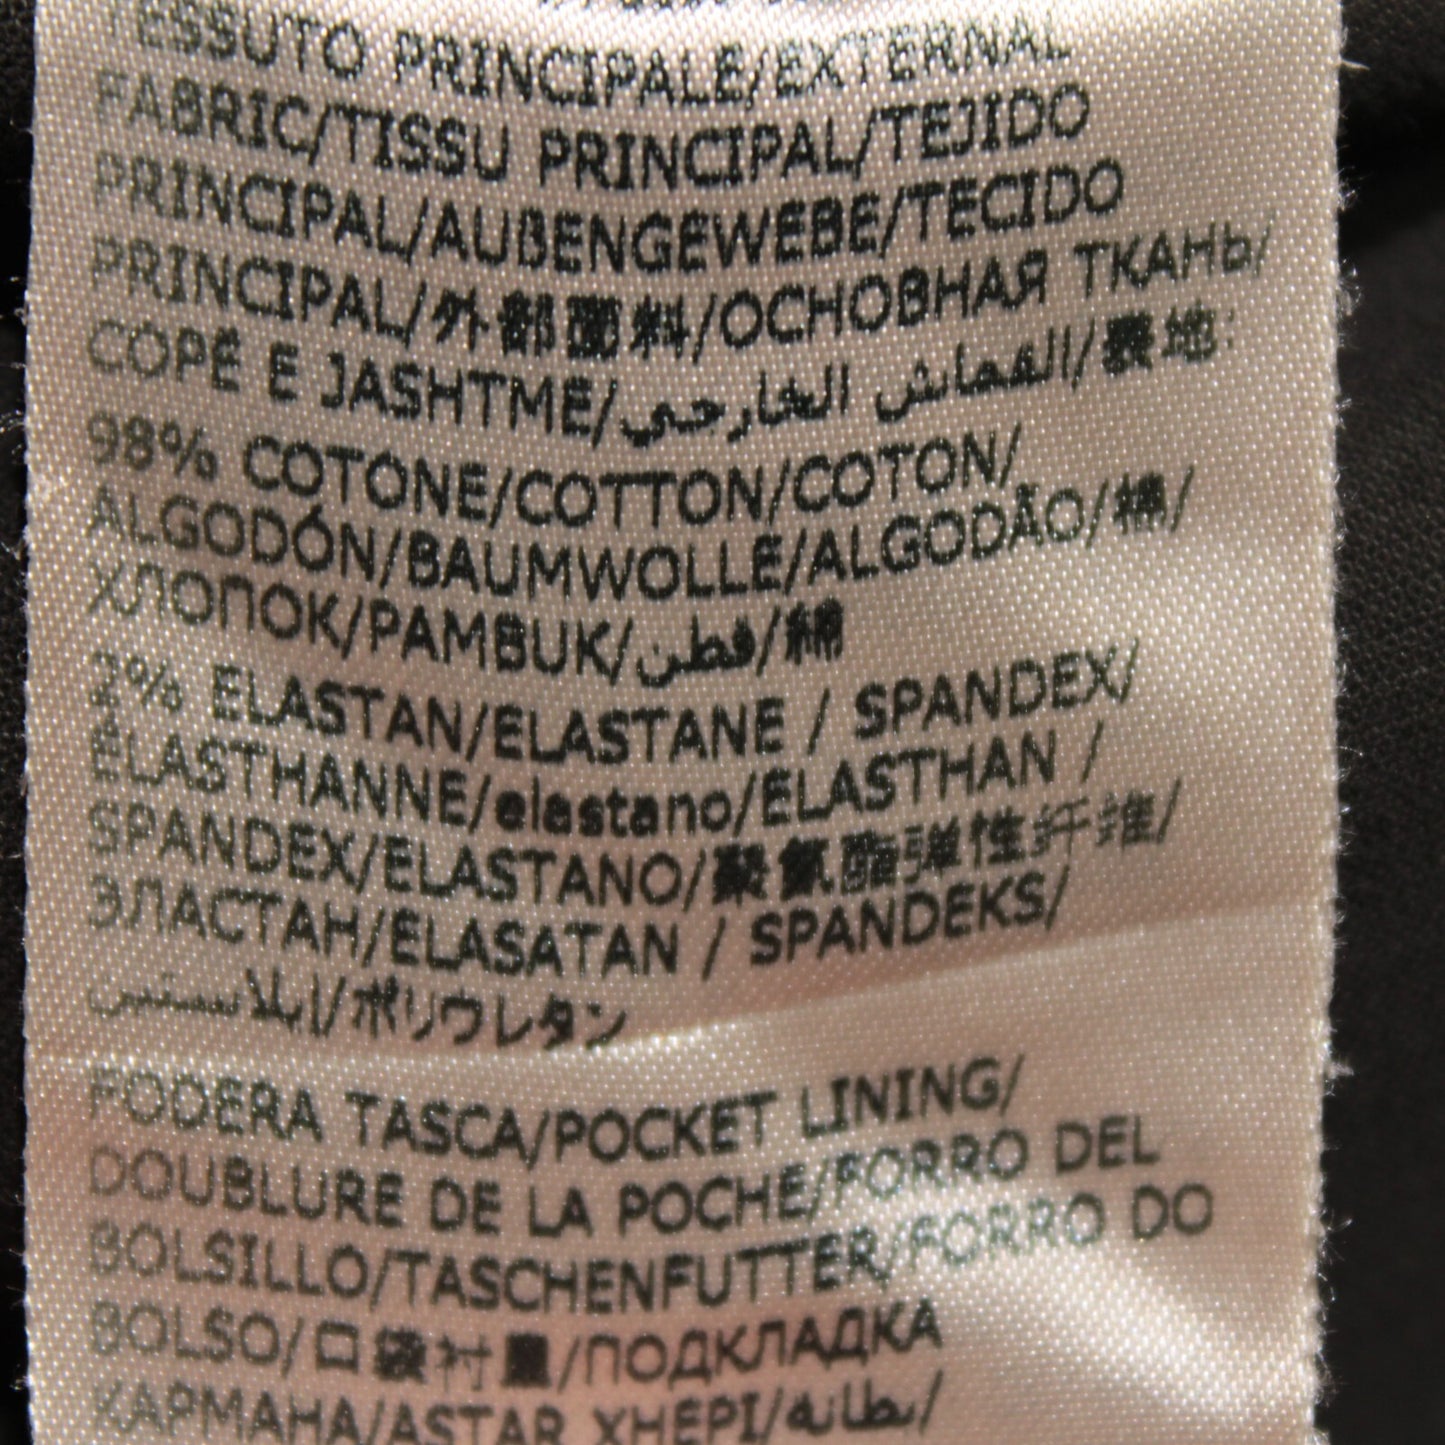 TESSUTO PRINCIPALE/EXTERNAL
FABRIC/TISSU PRINCIPAL/TEJIDO
PRINCIPAL/AUßENGEWEBE/TECIDO
PRINCIPAL/外部面料/ОСНОВНАЯ ТКАНЬ/
COPË E JASHTME/القماش الخارجي/表地:
98% COTONE/COTTON/COTON/
ALGODÓN/BAUMWOLLE/ALGODÃO/棉/
ХЛОПОК/PAMBUK/قطن/綿
2% ELASTAN/ELASTANE / SPANDEX/
ÉLASTHANNE/elastano/ELASTHAN /
SPANDEX/ELASTANO/聚氨酯弹性纤维/
ЭЛАСТАН/ELASATAN / SPANDEKS/
ايلاستين/ポリウレタン
FODERA TASCA/POCKET LINING/
DOUBLURE DE LA POCHE/FORRO DEL
BOLSILLO/TASCHENFUTTER/FORRO DO
BOLSO/口袋衬里/ПОДКЛАДКА
КАРМАНА/ASTAR XHEPI/بطانة/